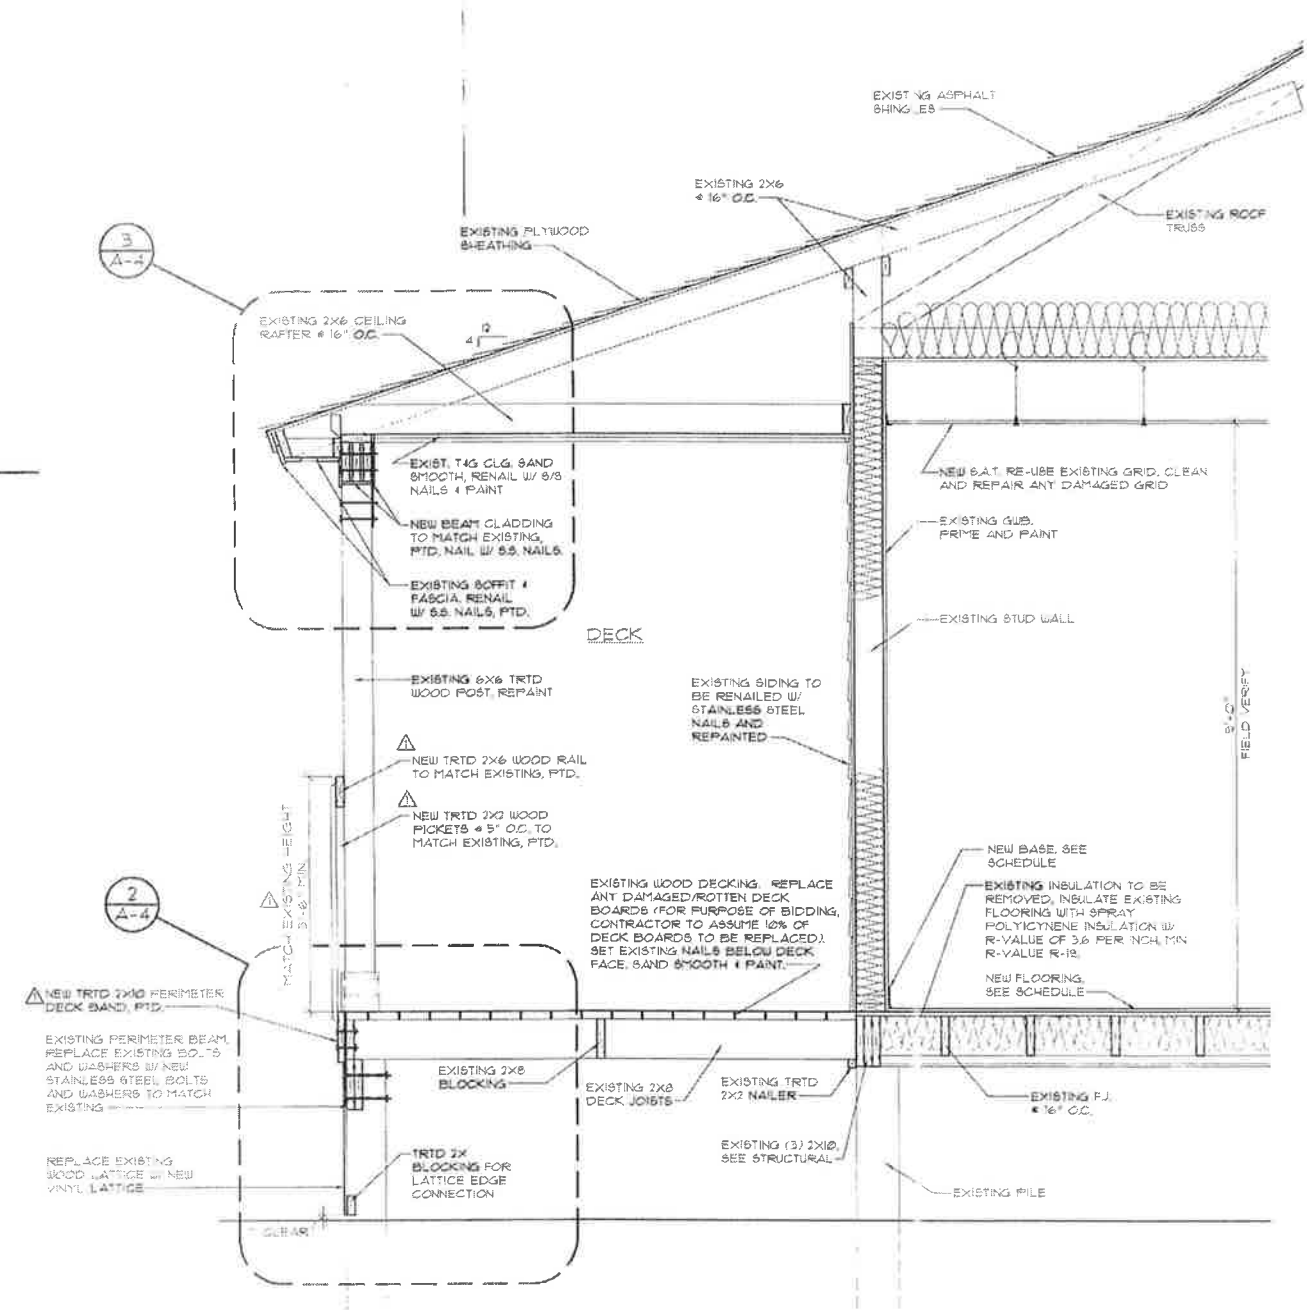 EXISTING ASPHALT
SHINGLES
EXISTING 2X6
@ 16" O.C.
EXISTING ROOF
TRUSS
EXISTING PLYWOOD
SHEATHING
3
A-4
EXISTING 2X6 CEILING
RAFTER @ 16" O.C.
12
4
EXIST. T&G CLG. SAND
SMOOTH, RENAIL W/ S/S
NAILS & PAINT
NEW BEAM CLADDING
TO MATCH EXISTING,
PTD. NAIL W/ S.S. NAILS.
EXISTING SOFFIT &
FASCIA. RENAIL
W/ S.S. NAILS, PTD.
NEW S.A.T. RE-USE EXISTING GRID. CLEAN
AND REPAIR ANY DAMAGED GRID
EXISTING GWB.
PRIME AND PAINT
EXISTING STUD WALL
DECK
EXISTING 6X6 TRTD
WOOD POST, REPAINT
EXISTING SIDING TO
BE RENAILED W/
STAINLESS STEEL
NAILS AND
REPAINTED
FIELD VERIFY
1
NEW TRTD 2X6 WOOD RAIL
TO MATCH EXISTING, PTD.
1
NEW TRTD 2X2 WOOD
PICKETS @ 5" O.C. TO
MATCH EXISTING, PTD.
1
MATCH EXISTING HEIGHT
3'-6" MIN.
NEW BASE, SEE
SCHEDULE
EXISTING INSULATION TO BE
REMOVED, INSULATE EXISTING
FLOORING WITH SPRAY
POLYICYNENE INSULATION W/
R-VALUE OF 3.6 PER INCH, MIN
R-VALUE R-19.
NEW FLOORING,
SEE SCHEDULE
EXISTING WOOD DECKING. REPLACE
ANY DAMAGED/ROTTEN DECK
BOARDS (FOR PURPOSE OF BIDDING,
CONTRACTOR TO ASSUME 10% OF
DECK BOARDS TO BE REPLACED).
SET EXISTING NAILS BELOW DECK
FACE, SAND SMOOTH & PAINT.
2
A-4
1
NEW TRTD 2X10 PERIMETER
DECK BAND, PTD.
EXISTING PERIMETER BEAM.
REPLACE EXISTING BOLTS
AND WASHERS W/ NEW
STAINLESS STEEL BOLTS
AND WASHERS TO MATCH
EXISTING
EXISTING 2X8
BLOCKING
EXISTING 2X8
DECK JOISTS
EXISTING TRTD
2X2 NAILER
EXISTING F.J.
@ 16" O.C.
EXISTING (3) 2X10,
SEE STRUCTURAL
REPLACE EXISTING
WOOD LATTICE W/ NEW
VINYL LATTICE
TRTD 2X
BLOCKING FOR
LATTICE EDGE
CONNECTION
EXISTING PILE
CLEAR